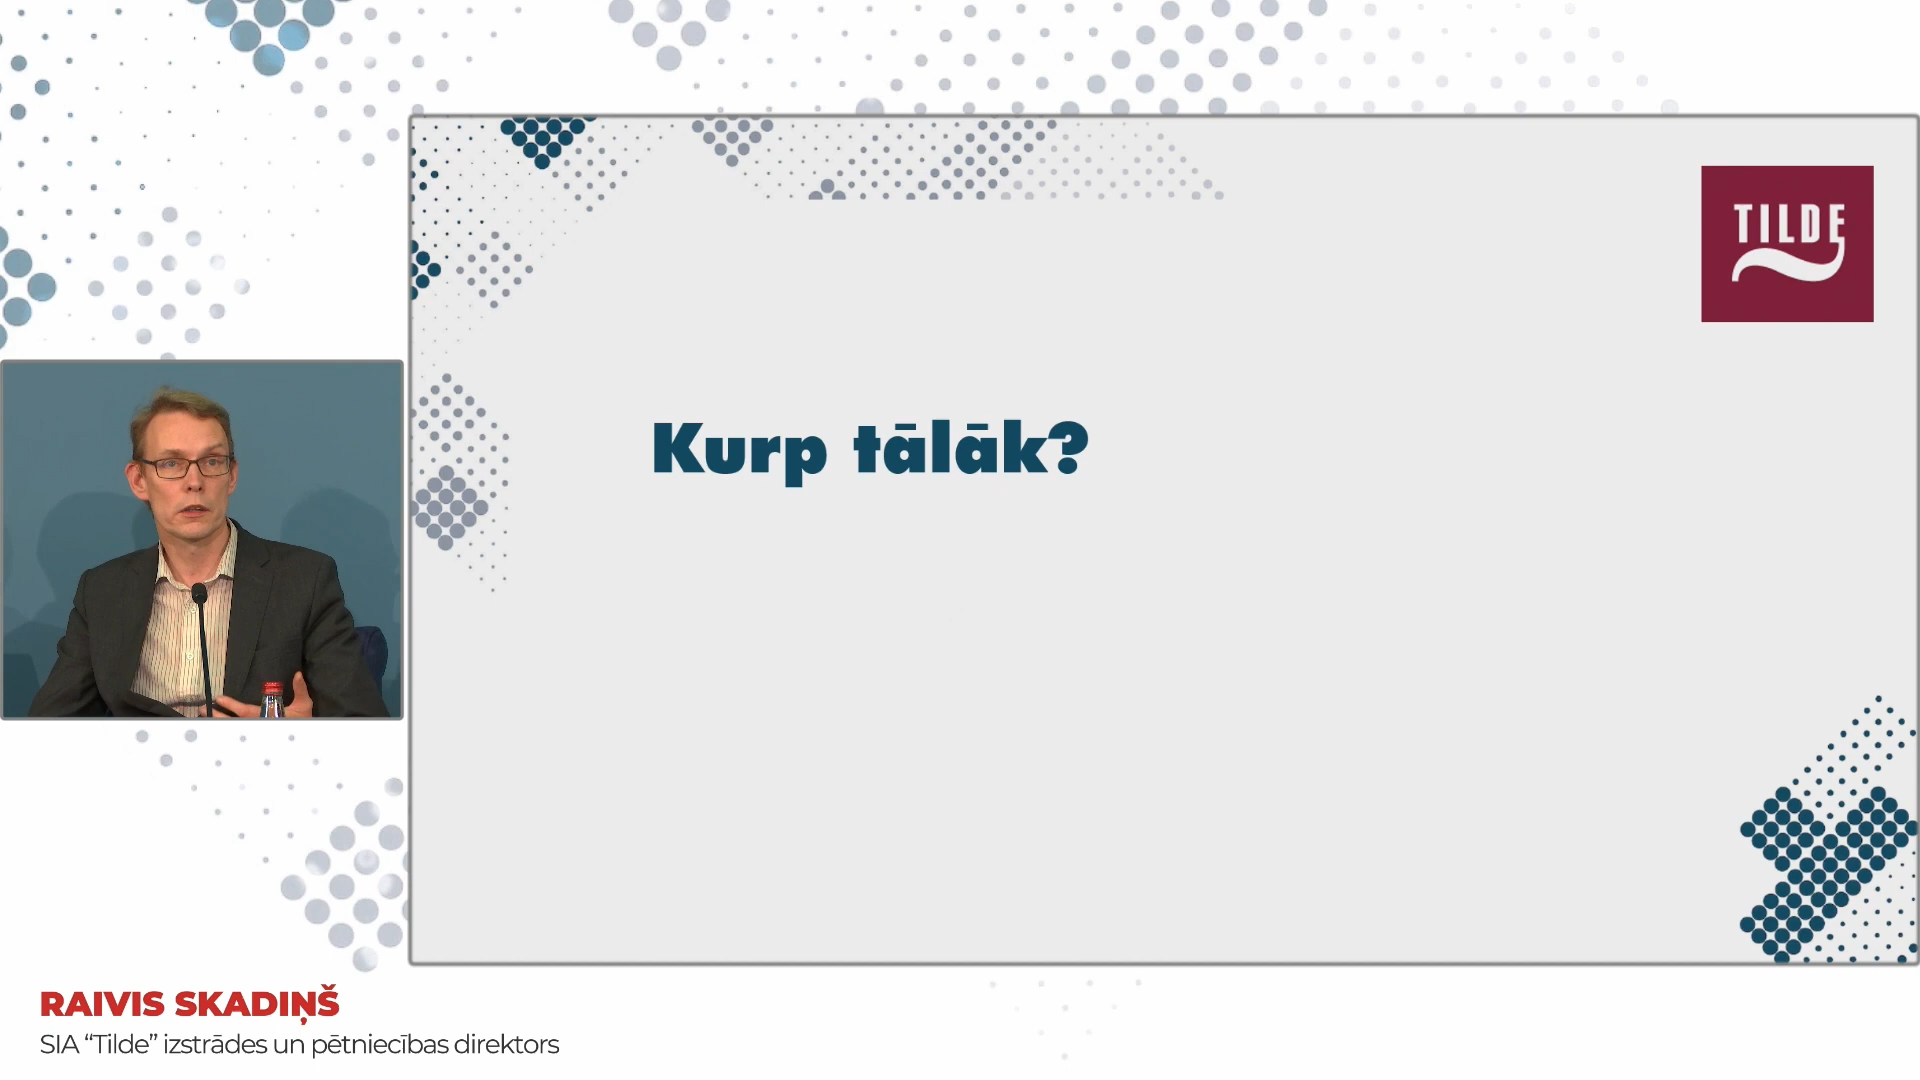 TILDE
Kurp tālāk?
RAIVIS SKADIŅŠ
SIA “Tilde” izstrādes un pētniecības direktors